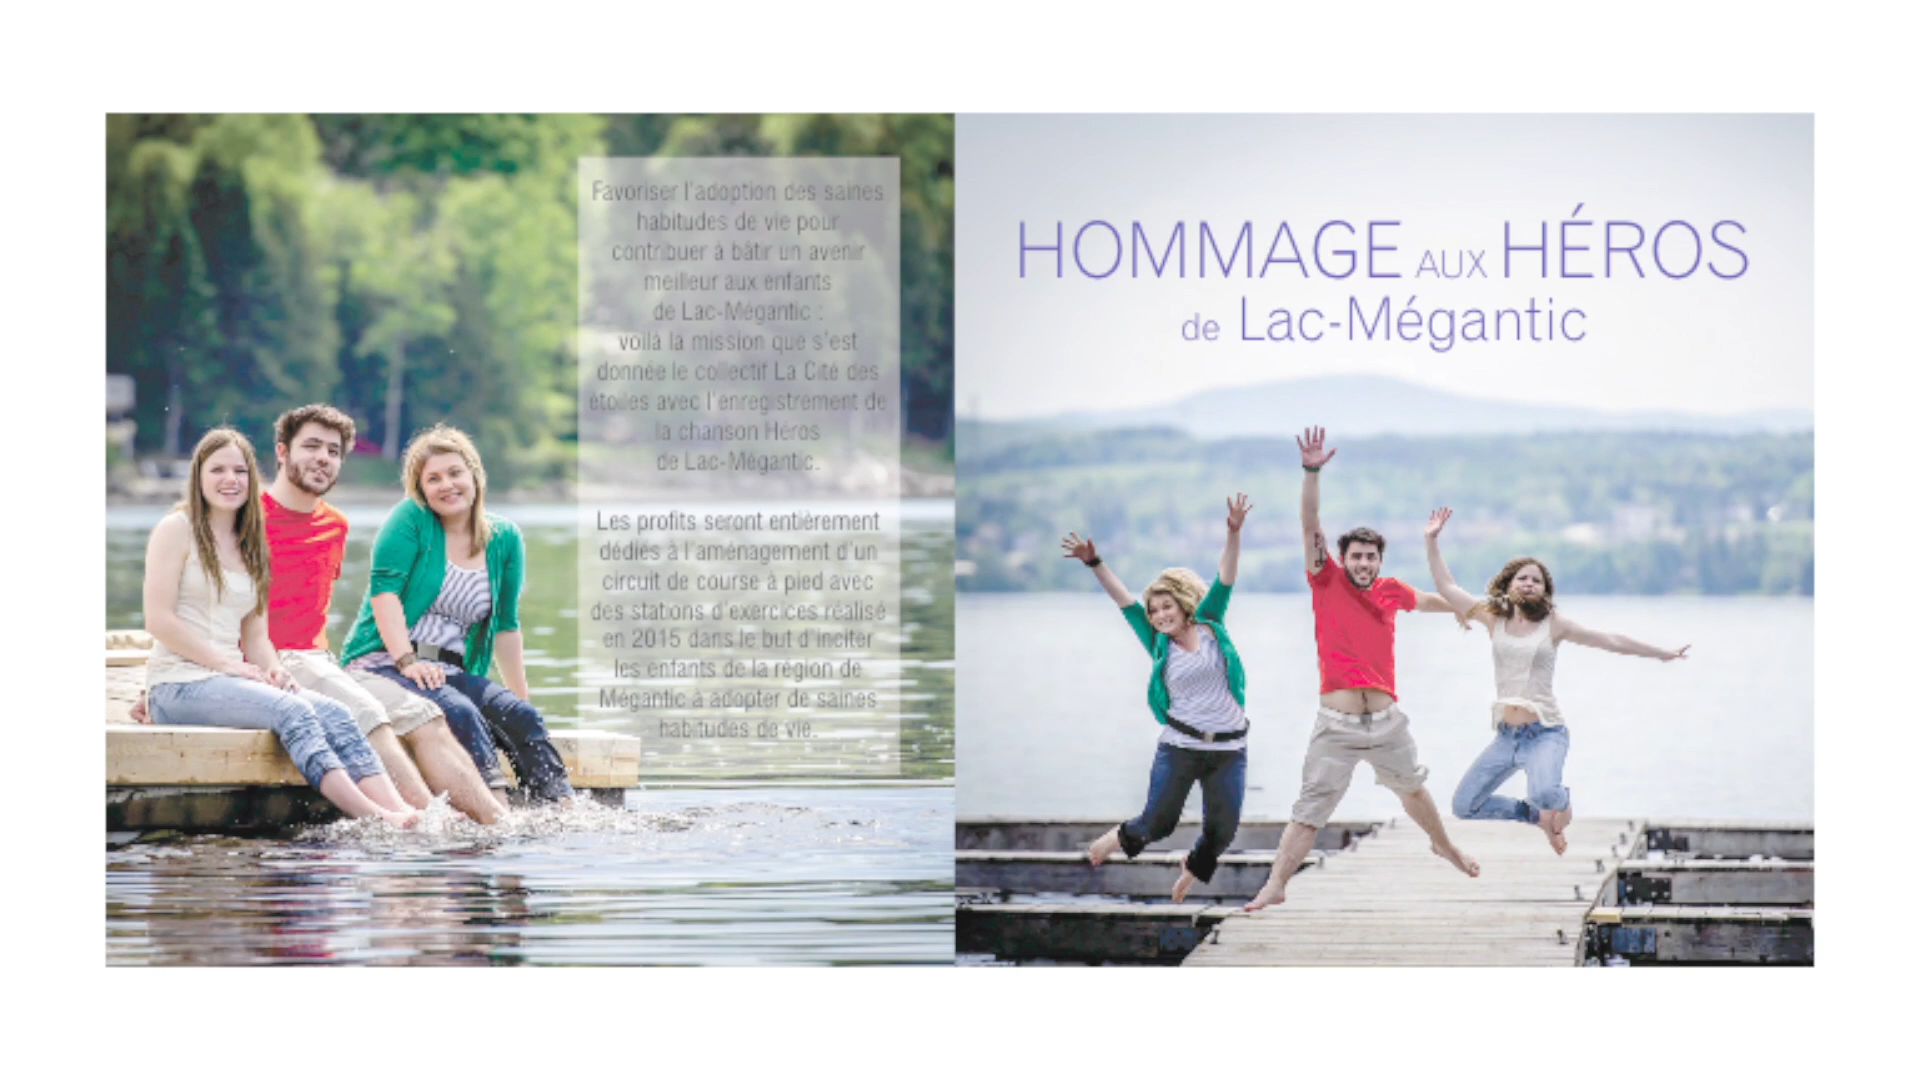 Favoriser l'adoption des saines
habitudes de vie pour
contribuer à bâtir un avenir
meilleur aux enfants
de Lac-Mégantic :
voilà la mission que s'est
donnée le collectif La Cité des
étoiles avec l'enregistrement de
la chanson Héros
de Lac-Mégantic.
Les profits seront entièrement
dédiés à l'aménagement d'un
circuit de course à pied avec
des stations d'exercices réalisé
en 2015 dans le but d'inciter
les enfants de la région de
Mégantic à adopter de saines
habitudes de vie.
HOMMAGE AUX HÉROS
de Lac-Mégantic